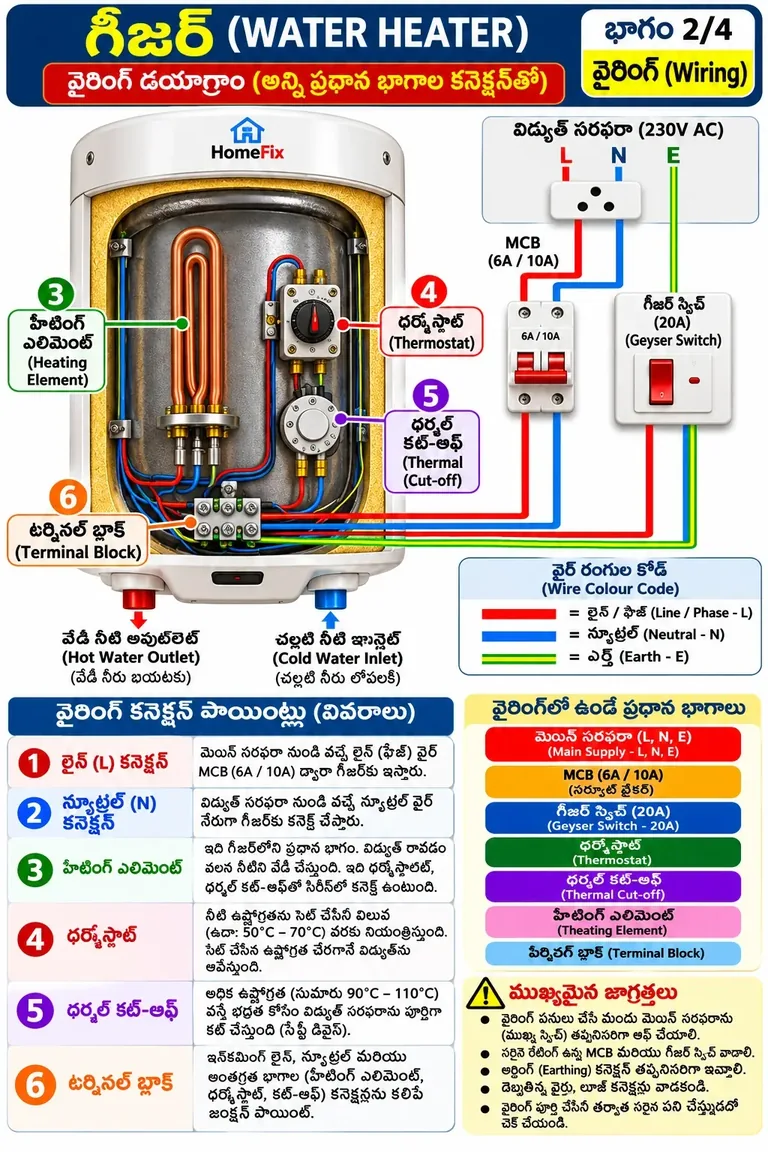 గీజర్ (WATER HEATER)
వైరింగ్ డయాగ్రాం (అన్ని ప్రధాన భాగాల కనెక్షన్‌తో)
భాగం 2/4
వైరింగ్ (Wiring)
HomeFix
విద్యుత్ సరఫరా (230V AC)
L N E
MCB
(6A / 10A)
6A / 10A
గీజర్ స్విచ్
(20A)
(Geyser Switch)
3
హీటింగ్
ఎలిమెంట్
(Heating
Element)
4
ధర్మోస్టాట్
(Thermostat)
5
థర్మల్
కట్-ఆఫ్
(Thermal
(Cut-off)
6
టర్మినల్ బ్లాక్
(Terminal Block)
వేడి నీటి అవుట్‌లెట్
(Hot Water Outlet)
(వేడి నీరు బయటకు)
చల్లటి నీటి ఇన్లెట్
(Cold Water Inlet)
(చల్లటి నీరు లోపలకి)
వైర్ రంగుల కోడ్
(Wire Colour Code)
= లైన్ / ఫాజ్ (Line / Phase - L)
= న్యూట్రల్ (Neutral - N)
= ఎర్త్ (Earth - E)
వైరింగ్ కనెక్షన్ పాయింట్లు (వివరాలు)
1 లైన్ (L) కనెక్షన్
మెయిన్ సరఫరా నుండి వచ్చే లైన్ (ఫేజ్) వైర్
MCB (6A / 10A) ద్వారా గీజర్‌కు ఇస్తారు.
2 న్యూట్రల్ (N)
కనెక్షన్
విద్యుత్ సరఫరా నుండి వచ్చే న్యూట్రల్ వైర్
నేరుగా గీజర్‌కు కనెక్ట్ చేస్తారు.
3 హీటింగ్ ఎలిమెంట్
ఇది గీజర్‌లోని ప్రధాన భాగం. విద్యుత్ రావడం
వలన నీటిని వేడి చేస్తుంది. ఇది
థర్మల్ కట్-ఆఫ్‌తో సిరీస్‌లో కనెక్ట్ ఉంటుంది.
4
నీటి ఉష్ణోగ్రతను సెట్ చేసేనీ విలువ
(ఉదా: 50°C – 70°C) వరకు నియంత్రిస్తుంది.
సెట్ చేసిన ఉష్ణోగ్రత చేరగానే విద్యుత్‌ను
ఆవేస్తుంది.
5 థర్మల్ కట్-ఆఫ్
అధిక ఉష్ణోగ్రత (సుమారు 90°C – 110°C)
వస్తే భద్రత కోసం విద్యుత్ సరఫరాను పూర్తిగా
కట్ చేస్తుంది (సేఫ్టీ డివైస్).
6 టర్మినల్ బ్లాక్
ఇన్‌కమింగ్ లైన్, న్యూట్రల్ మరియు
అంతర్గత భాగాల (హీటింగ్ ఎలిమెంట్,
కట్-ఆఫ్) కనెక్షన్లను కలిపే
జంక్షన్ పాయింట్.
వైరింగ్‌లో ఉండే ప్రధాన భాగాలు
మెయిన్ సరఫరా (L, N, E)
(Main Supply - L, N, E)
MCB (6A / 10A)
గీజర్ స్విచ్ (20A)
(Geyser Switch - 20A)
(Thermostat)
థర్మల్ కట్-ఆఫ్
(Thermal Cut-off)
హీటింగ్ ఎలిమెంట్
(Theating Element)
బ్లాక్ (Terminal Block)
ముఖ్యమైన జాగ్రత్తలు
వైరింగ్ పనులు చేసే ముందు మెయిన్ సరఫరాను
(ముఖ్య స్విచ్) తప్పనిసరిగా ఆఫ్ చేయాలి.
సరైన రేటింగ్ ఉన్న MCB మరియు గీజర్ స్విచ్ వాడాలి.
అర్థింగ్ (Earthing) కనెక్షన్ తప్పనిసరిగా ఇవ్వాలి.
దెబ్బతిన్న వైర్లు, లూజ్ కనెక్షన్లు వాడకండి.
వైరింగ్ పూర్తి చేసేనీ తర్వాత సరైన పని
చెక్ చేయండి.